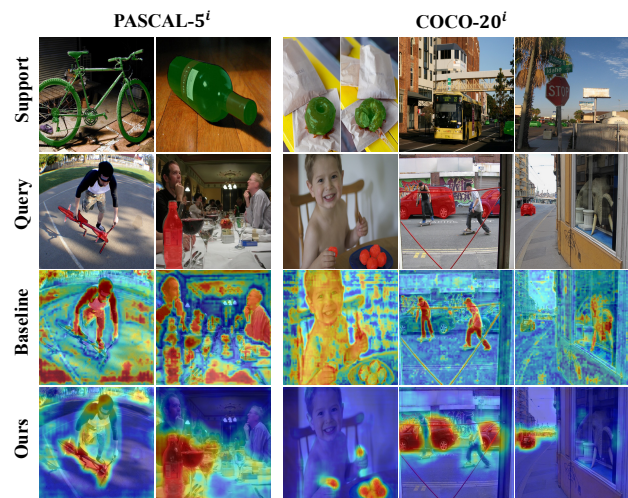 PASCAL-5ⁱ COCO-20ⁱ
Support
STOP
Query
Baseline
Ours